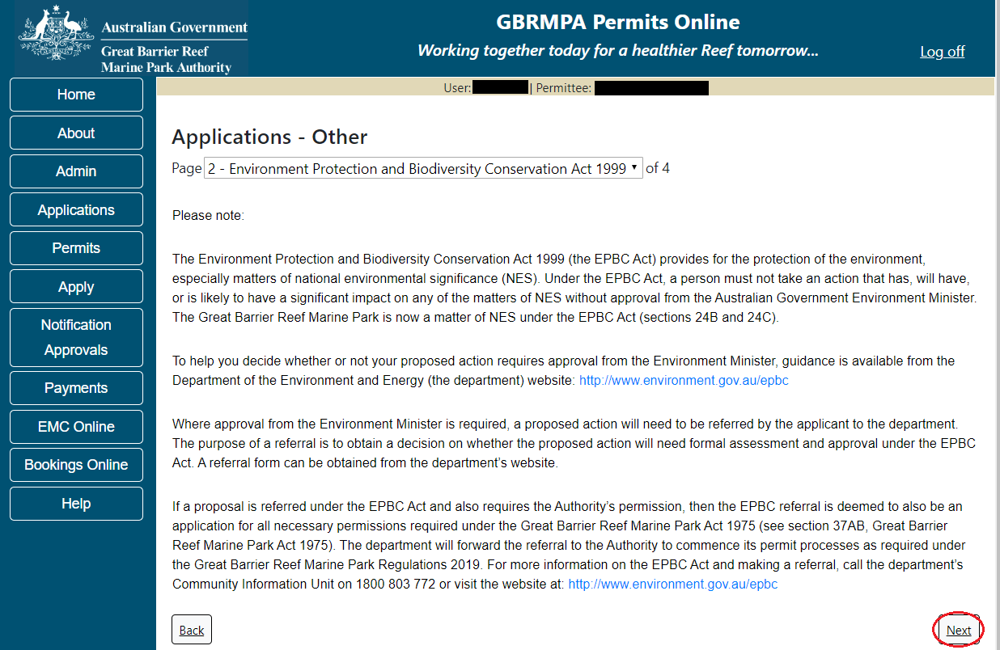 Australian Government
Great Barrier Reef
Marine Park Authority
GBRMPA Permits Online
Working together today for a healthier Reef tomorrow...
Log off
Home
About
Admin
Applications
Permits
Apply
Notification
Approvals
Payments
EMC Online
Bookings Online
Help
User: | Permittee:
Applications - Other
Page 2 - Environment Protection and Biodiversity Conservation Act 1999 of 4
Please note:
The Environment Protection and Biodiversity Conservation Act 1999 (the EPBC Act) provides for the protection of the environment,
especially matters of national environmental significance (NES). Under the EPBC Act, a person must not take an action that has, will have,
or is likely to have a significant impact on any of the matters of NES without approval from the Australian Government Environment Minister.
The Great Barrier Reef Marine Park is now a matter of NES under the EPBC Act (sections 24B and 24C).
To help you decide whether or not your proposed action requires approval from the Environment Minister, guidance is available from the
Department of the Environment and Energy (the department) website: http://www.environment.gov.au/epbc
Where approval from the Environment Minister is required, a proposed action will need to be referred by the applicant to the department.
The purpose of a referral is to obtain a decision on whether the proposed action will need formal assessment and approval under the EPBC
Act. A referral form can be obtained from the department’s website.
If a proposal is referred under the EPBC Act and also requires the Authority’s permission, then the EPBC referral is deemed to also be an
application for all necessary permissions required under the Great Barrier Reef Marine Park Act 1975 (see section 37AB, Great Barrier
Reef Marine Park Act 1975). The department will forward the referral to the Authority to commence its permit processes as required under
the Great Barrier Reef Marine Park Regulations 2019. For more information on the EPBC Act and making a referral, call the department’s
Community Information Unit on 1800 803 772 or visit the website at: http://www.environment.gov.au/epbc
Back
Next